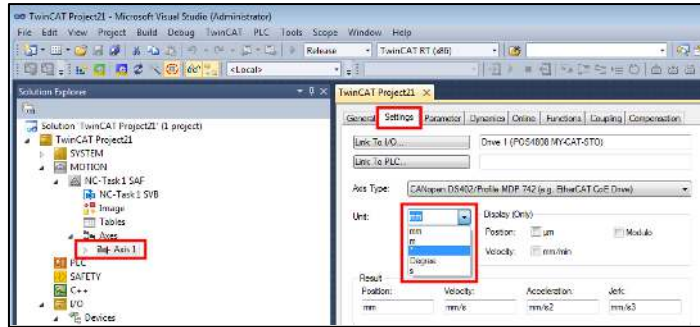 TwinCAT Project21 - Microsoft Visual Studio (Administrator)
File Edit View Project Build Debug TwinCAT PLC Tools Scope Window Help
Release TwinCAT RT (x86)
<Local>
Solution Explorer
TwinCAT Project21
General Settings Parameter Dynamics Online Functions Coupling Compensation
Solution 'TwinCAT Project21' (1 project)
TwinCAT Project21
SYSTEM
MOTION
NC-Task 1 SAF
NC-Task 1 SVB
Image
Tables
Axes
Axis 1
PLC
SAFETY
C++
I/O
Devices
Link To I/O...
Drive 1 (POS4808 MY-CAT-STO)
Link To PLC...
Axis Type: CANopen DS402/Profile MDP 742 (e.g. EtherCAT CoE Drive)
Unit: mm
mm
m
°
Degree
s
Display (Only)
Position: µm Modulo
Velocity: mm/min
Result
Position: Velocity: Acceleration: Jerk:
mm mm/s mm/s2 mm/s3